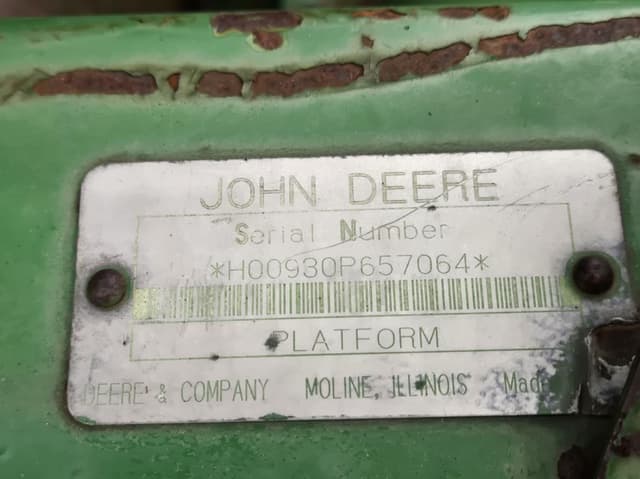 JOHN DEERE
Serial Number
*H00930P657064*
PLATFORM
DEERE & COMPANY MOLINE, ILLINOIS Made